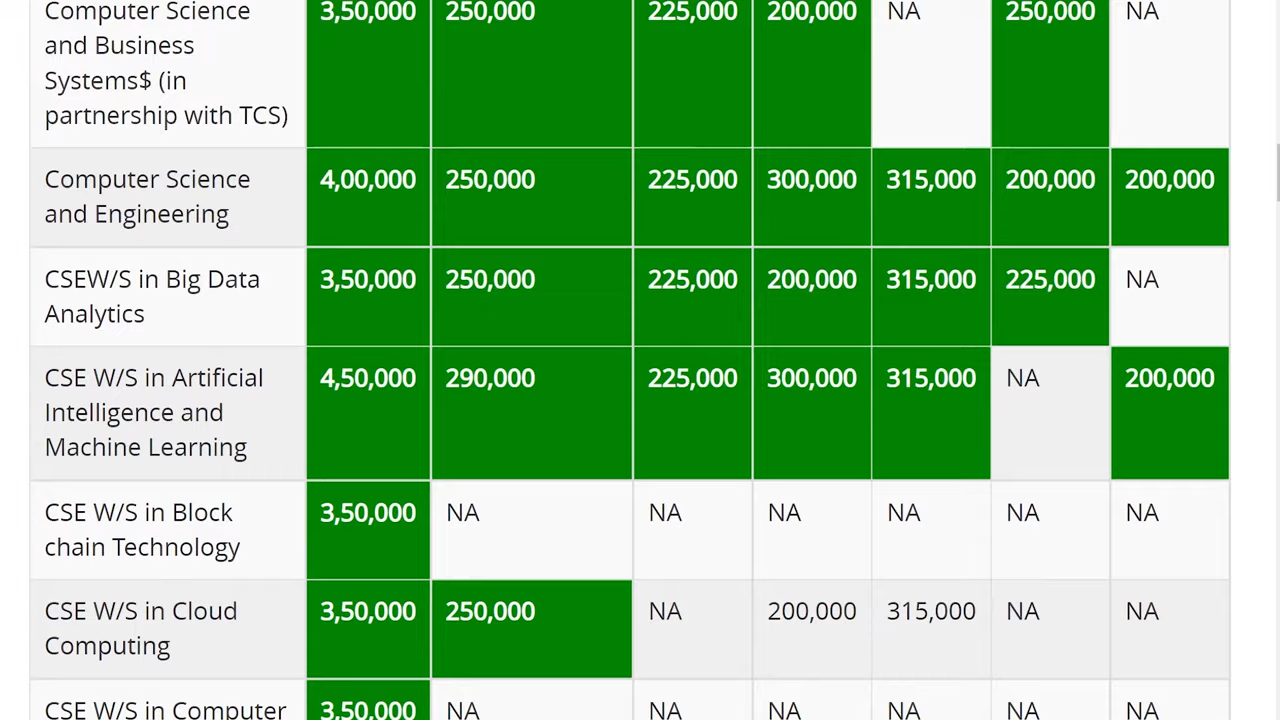 Computer Science 3,50,000 250,000 225,000 200,000 NA 250,000 NA
and Business
Systems$ (in
partnership with TCS)
Computer Science 4,00,000 250,000 225,000 300,000 315,000 200,000 200,000
and Engineering
CSEW/S in Big Data 3,50,000 250,000 225,000 200,000 315,000 225,000 NA
Analytics
CSE W/S in Artificial 4,50,000 290,000 225,000 300,000 315,000 NA 200,000
Intelligence and
Machine Learning
CSE W/S in Block 3,50,000 NA NA NA NA NA NA
chain Technology
CSE W/S in Cloud 3,50,000 250,000 NA 200,000 315,000 NA NA
Computing
CSE W/S in Computer 3,50,000 NA NA NA NA NA NA